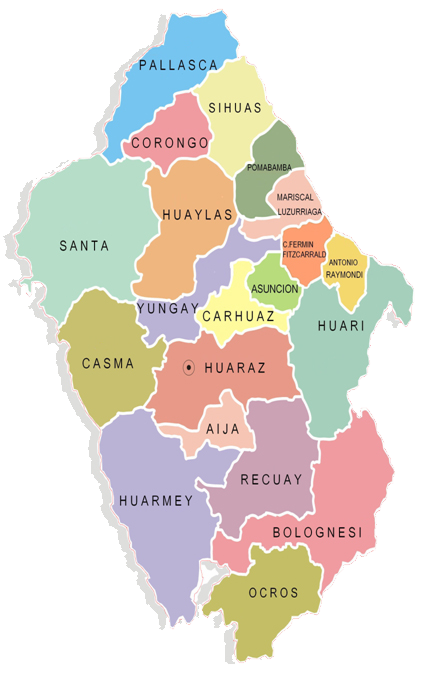 PALLASCA
SIHUAS
CORONGO
POMABAMBA
MARISCAL
LUZURRIAGA
HUAYLAS
SANTA
C.FERMIN
FITZCARRALD
ANTONIO
RAYMONDI
ASUNCION
YUNGAY
CARHUAZ
HUARI
CASMA
HUARAZ
AIJA
RECUAY
HUARMEY
BOLOGNESI
OCROS